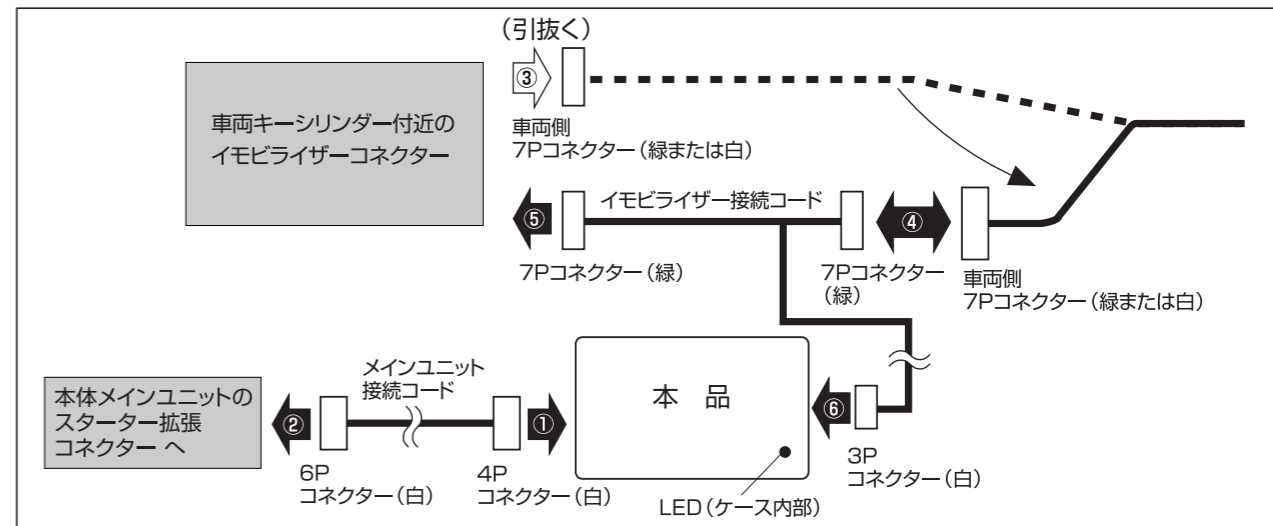 （引抜く）
③
車両キーシリンダー付近の
イモビライザーコネクター
車両側
7Pコネクター（緑または白）
イモビライザー接続コード
⑤
④
7Pコネクター（緑）
7Pコネクター
（緑）
車両側
7Pコネクター（緑または白）
メインユニット
接続コード
本体メインユニットの
スターター拡張
コネクター へ
②
①
本 品
⑥
6P
コネクター（白）
4P
コネクター（白）
3P
コネクター（白）
LED（ケース内部）